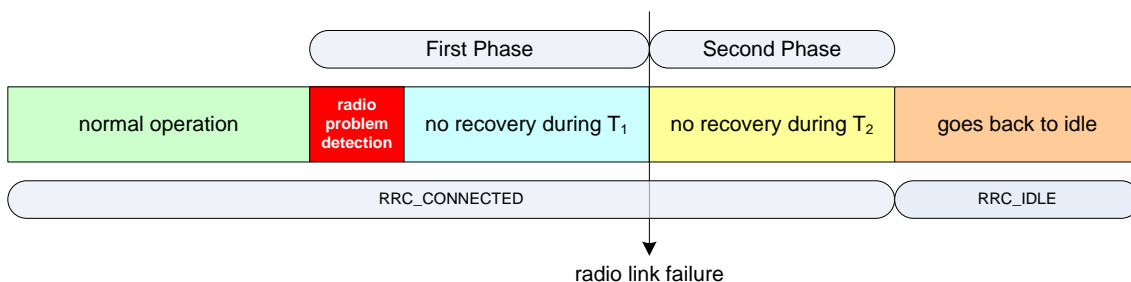 First Phase
Second Phase
normal operation
radio
problem
detection
no recovery during T₁
no recovery during T₂
goes back to idle
RRC_CONNECTED
RRC_IDLE
radio link failure